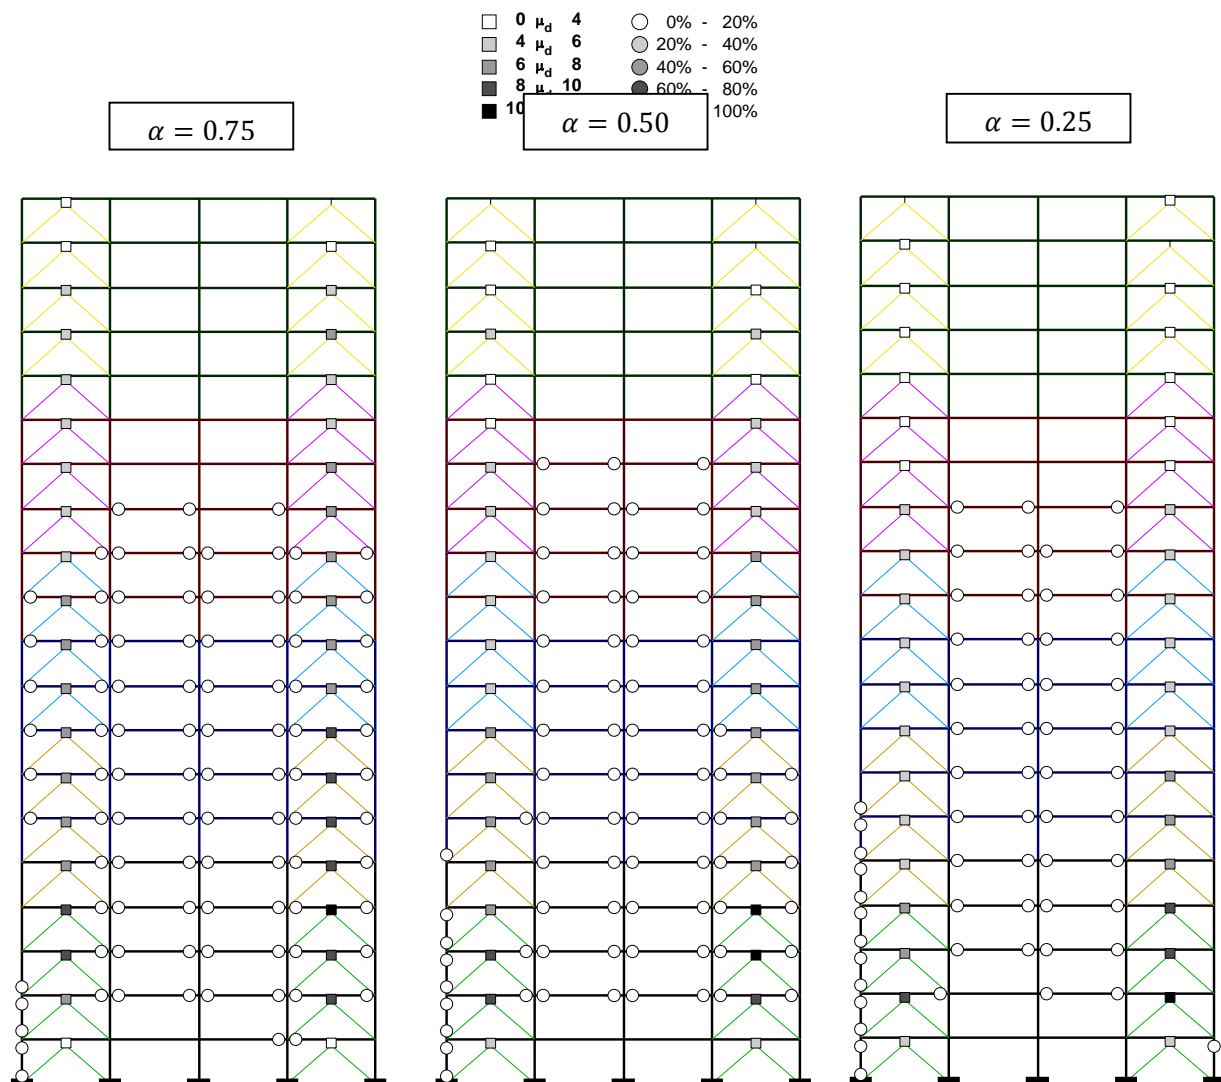 0 μd 4 0% - 20%
4 μd 6 20% - 40%
6 μd 8 40% - 60%
8 μd 10 60% - 80%
10 100%
α = 0.75
α = 0.50
α = 0.25